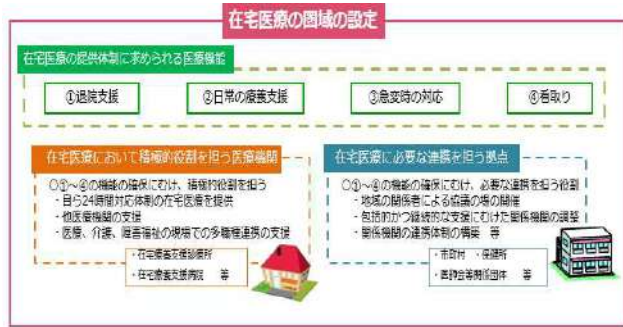 在宅医療の圏域の設定
在宅医療の提供体制に求められる医療機能
①退院支援
②日常の療養支援
③急変時の対応
④看取り
在宅医療において積極的役割を担う医療機関
○①~④の機能の確保にむけ、積極的役割を担う
・自ら24時間対応体制の在宅医療を提供
・他医療機関の支援
・医療、介護、障害福祉の現場での多職種連携の支援
・在宅療養支援診療所
・在宅療養支援病院 等
在宅医療に必要な連携を担う拠点
○①~④の機能の確保にむけ、必要な連携を担う役割
・地域の関係者による協議の場の開催
・包括的かつ継続的な支援にむけた関係機関の調整
・関係機関の連携体制の構築 等
・市町村 ・保健所
・医師会等関係団体 等